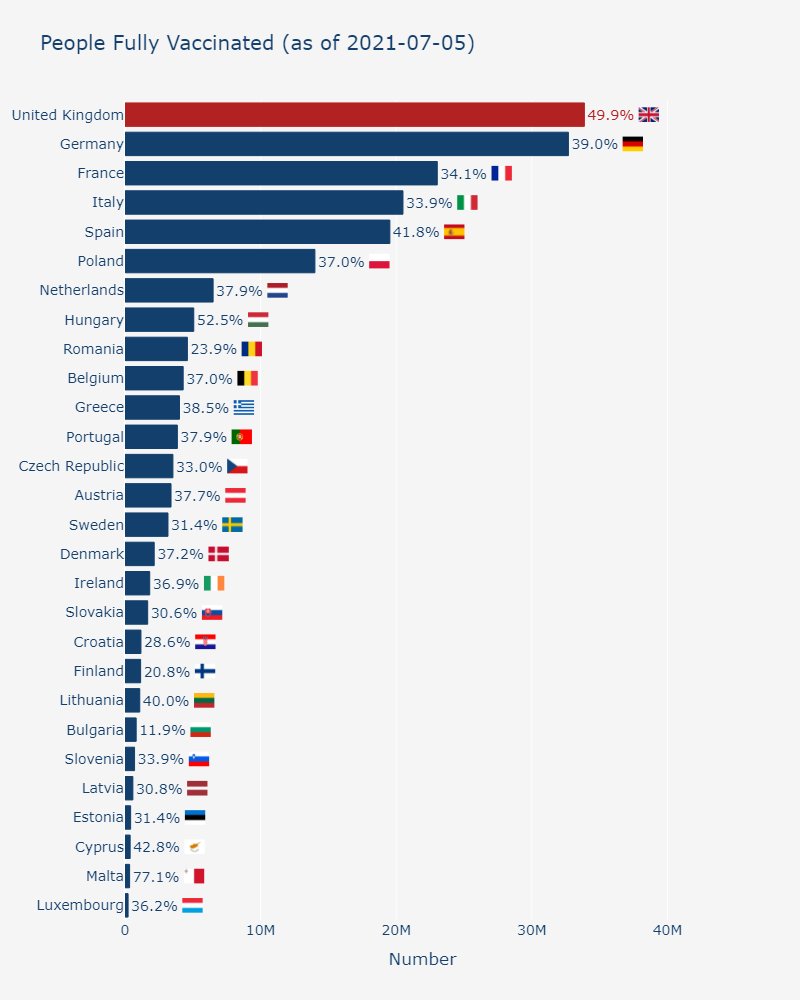 People Fully Vaccinated (as of 2021-07-05)
United Kingdom 49.9%
Germany 39.0%
France 34.1%
Italy 33.9%
Spain 41.8%
Poland 37.0%
Netherlands 37.9%
Hungary 52.5%
Romania 23.9%
Belgium 37.0%
Greece 38.5%
Portugal 37.9%
Czech Republic 33.0%
Austria 37.7%
Sweden 31.4%
Denmark 37.2%
Ireland 36.9%
Slovakia 30.6%
Croatia 28.6%
Finland 20.8%
Lithuania 40.0%
Bulgaria 11.9%
Slovenia 33.9%
Latvia 30.8%
Estonia 31.4%
Cyprus 42.8%
Malta 77.1%
Luxembourg 36.2%
0 10M 20M 30M 40M
Number